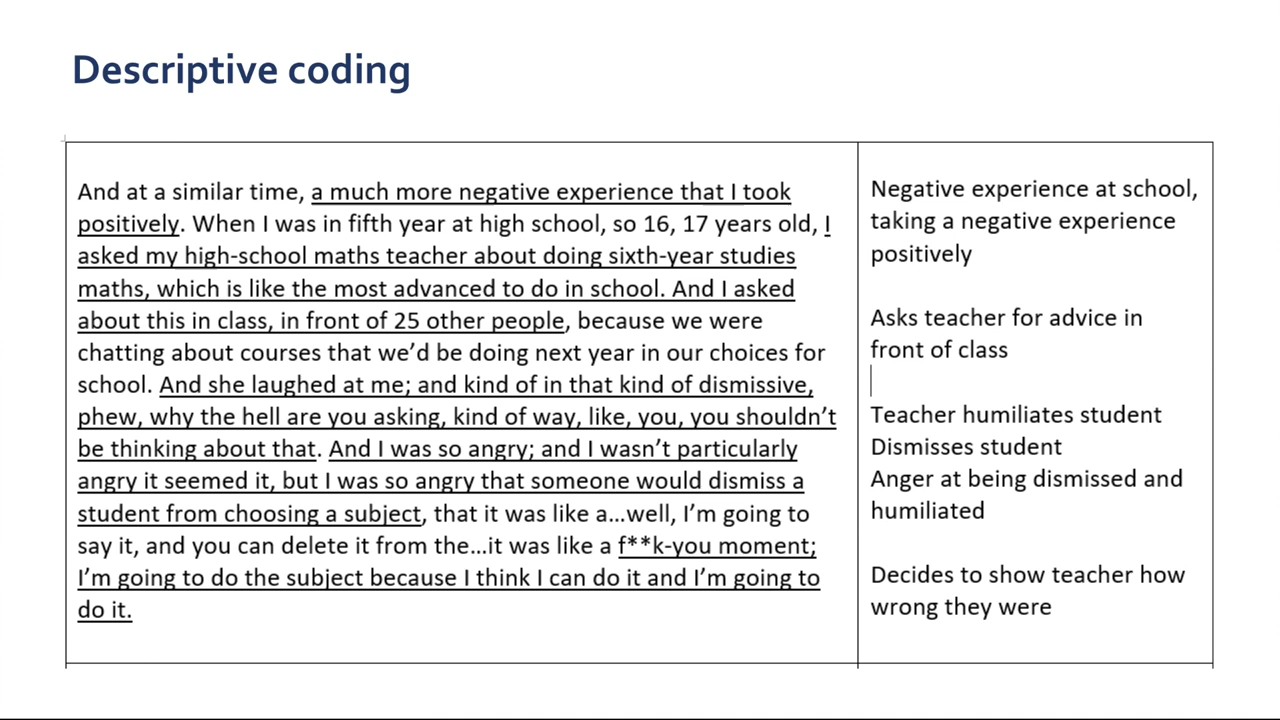 Descriptive coding
And at a similar time, a much more negative experience that I took
positively. When I was in fifth year at high school, so 16, 17 years old, I
asked my high-school maths teacher about doing sixth-year studies
maths, which is like the most advanced to do in school. And I asked
about this in class, in front of 25 other people, because we were
chatting about courses that we’d be doing next year in our choices for
school. And she laughed at me; and kind of in that kind of dismissive,
phew, why the hell are you asking, kind of way, like, you, you shouldn’t
be thinking about that. And I was so angry; and I wasn’t particularly
angry it seemed it, but I was so angry that someone would dismiss a
student from choosing a subject, that it was like a…well, I’m going to
say it, and you can delete it from the…it was like a f**k-you moment;
I’m going to do the subject because I think I can do it and I’m going to
do it.
Negative experience at school,
taking a negative experience
positively
Asks teacher for advice in
front of class
Teacher humiliates student
Dismisses student
Anger at being dismissed and
humiliated
Decides to show teacher how
wrong they were